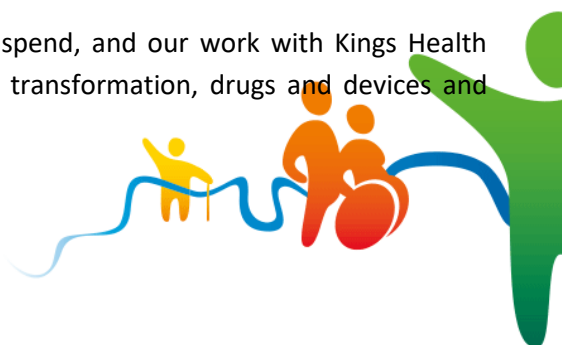 spend, and our work with Kings Health
transformation, drugs and devices and